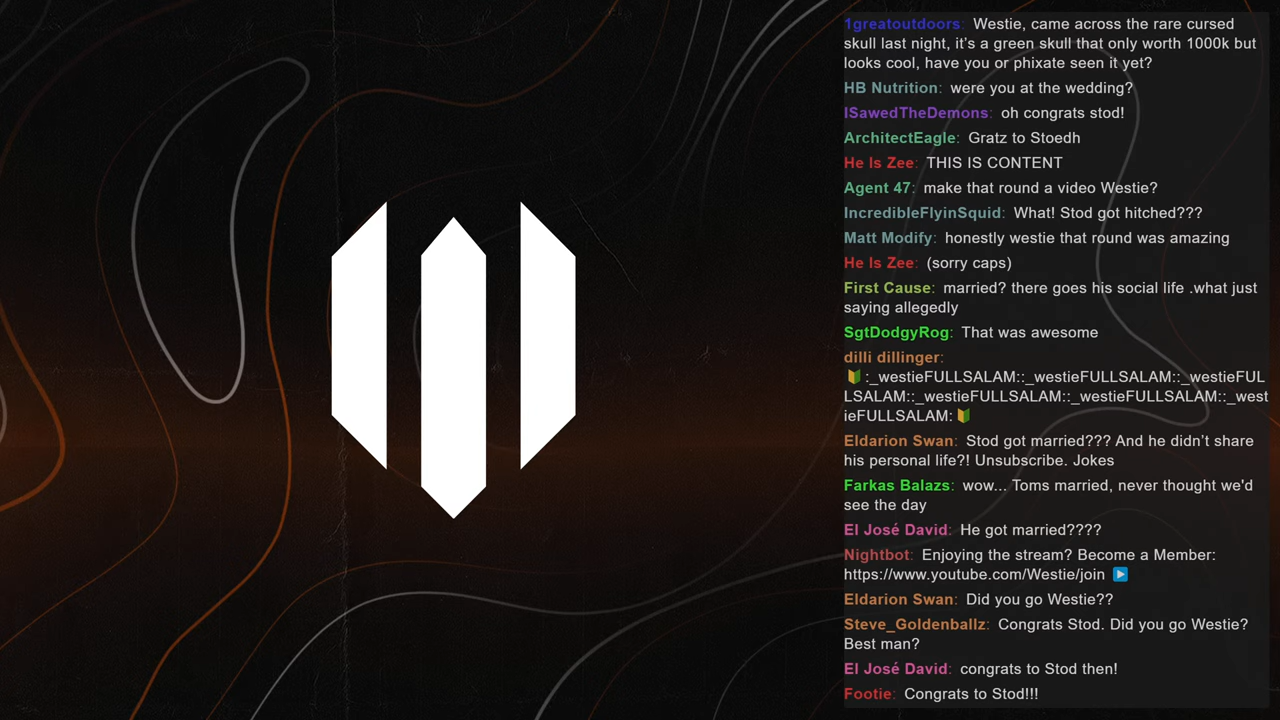 1greatoutdoors: Westie, came across the rare cursed
skull last night, it's a green skull that only worth 1000k but
looks cool, have you or phixate seen it yet?
HB Nutrition: were you at the wedding?
ISawedTheDemons: oh congrats stod!
ArchitectEagle: Gratz to Stoedh
He Is Zee: THIS IS CONTENT
Agent 47: make that round a video Westie?
IncredibleFlyinSquid: What! Stod got hitched???
Matt Modify: honestly westie that round was amazing
He Is Zee: (sorry caps)
First Cause: married? there goes his social life .what just
saying allegedly
SgtDodgyRog: That was awesome
dilli dillinger:
🔰:_westieFULLSALAM::_westieFULLSALAM::_westieFUL
LSALAM::_westieFULLSALAM::_westieFULLSALAM::_west
ieFULLSALAM:🔰
Eldarion Swan: Stod got married??? And he didn't share
his personal life?! Unsubscribe. Jokes
Farkas Balazs: wow... Toms married, never thought we'd
see the day
El José David: He got married????
Nightbot: Enjoying the stream? Become a Member:
https://www.youtube.com/Westie/join ▶️
Eldarion Swan: Did you go Westie??
Steve_Goldenballz: Congrats Stod. Did you go Westie?
Best man?
El José David: congrats to Stod then!
Footie: Congrats to Stod!!!